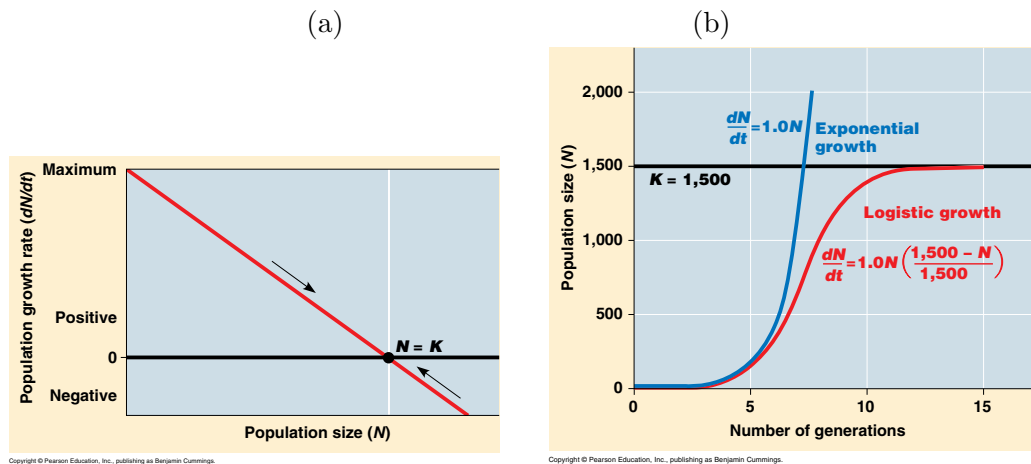 (a)
Maximum
Positive
0
Negative
Population growth rate (dN/dt)
N = K
Population size (N)
Copyright © Pearson Education, Inc., publishing as Benjamin Cummings.
(b)
2,000
1,500
1,000
500
0
Population size (N)
dN/dt = 1.0N
Exponential
growth
K = 1,500
Logistic growth
dN/dt = 1.0N (1,500 – N / 1,500)
0 5 10 15
Number of generations
Copyright © Pearson Education, Inc., publishing as Benjamin Cummings.